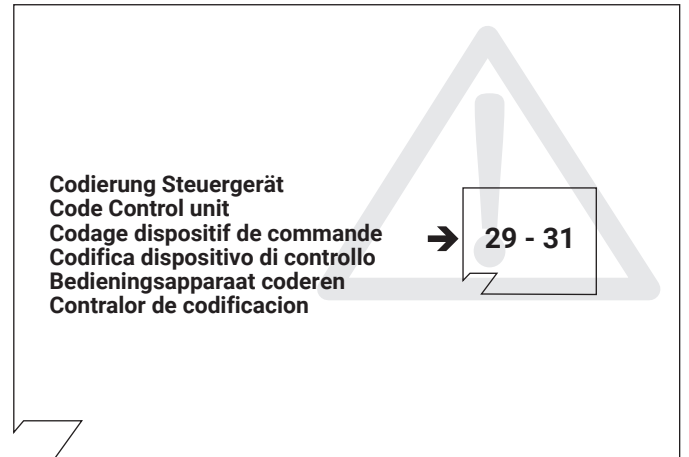 Codierung Steuergerät
Code Control unit
Codage dispositif de commande
Codifica dispositivo di controllo
Bedieningsapparaat coderen
Contralor de codificacion
29 - 31